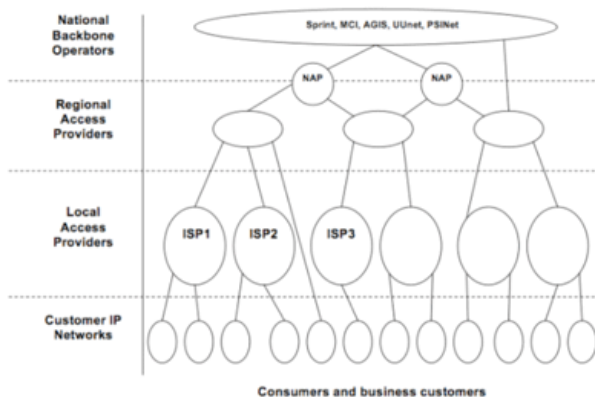 National
Backbone
Operators
Sprint, MCI, AGIS, UUnet, PSINet
NAP
NAP
Regional
Access
Providers
Local
Access
Providers
ISP1
ISP2
ISP3
Customer IP
Networks
Consumers and business customers